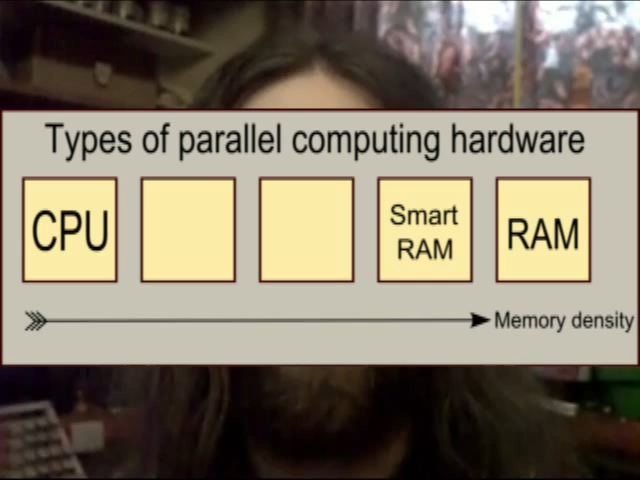 Types of parallel computing hardware
CPU
Smart
RAM
RAM
Memory density